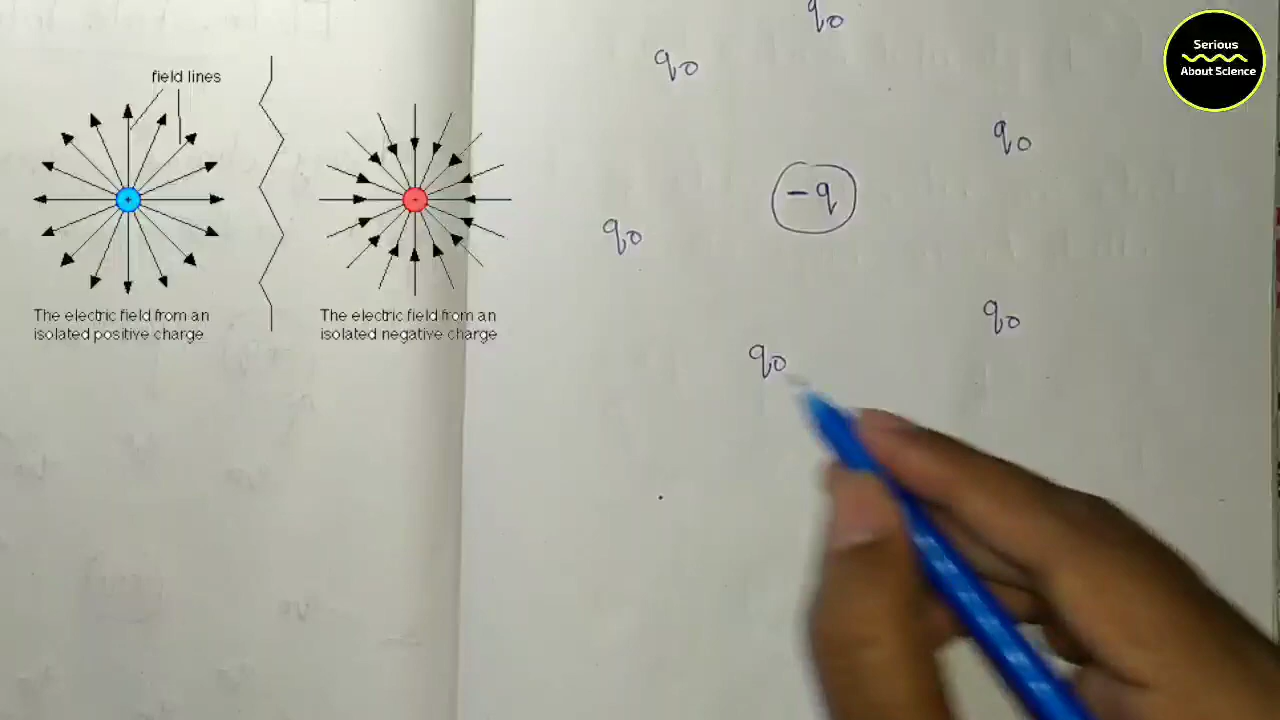 field lines
The electric field from an
isolated positive charge
The electric field from an
isolated negative charge
q₀
q₀
q₀
-q
q₀
q₀
q₀
Serious
About Science